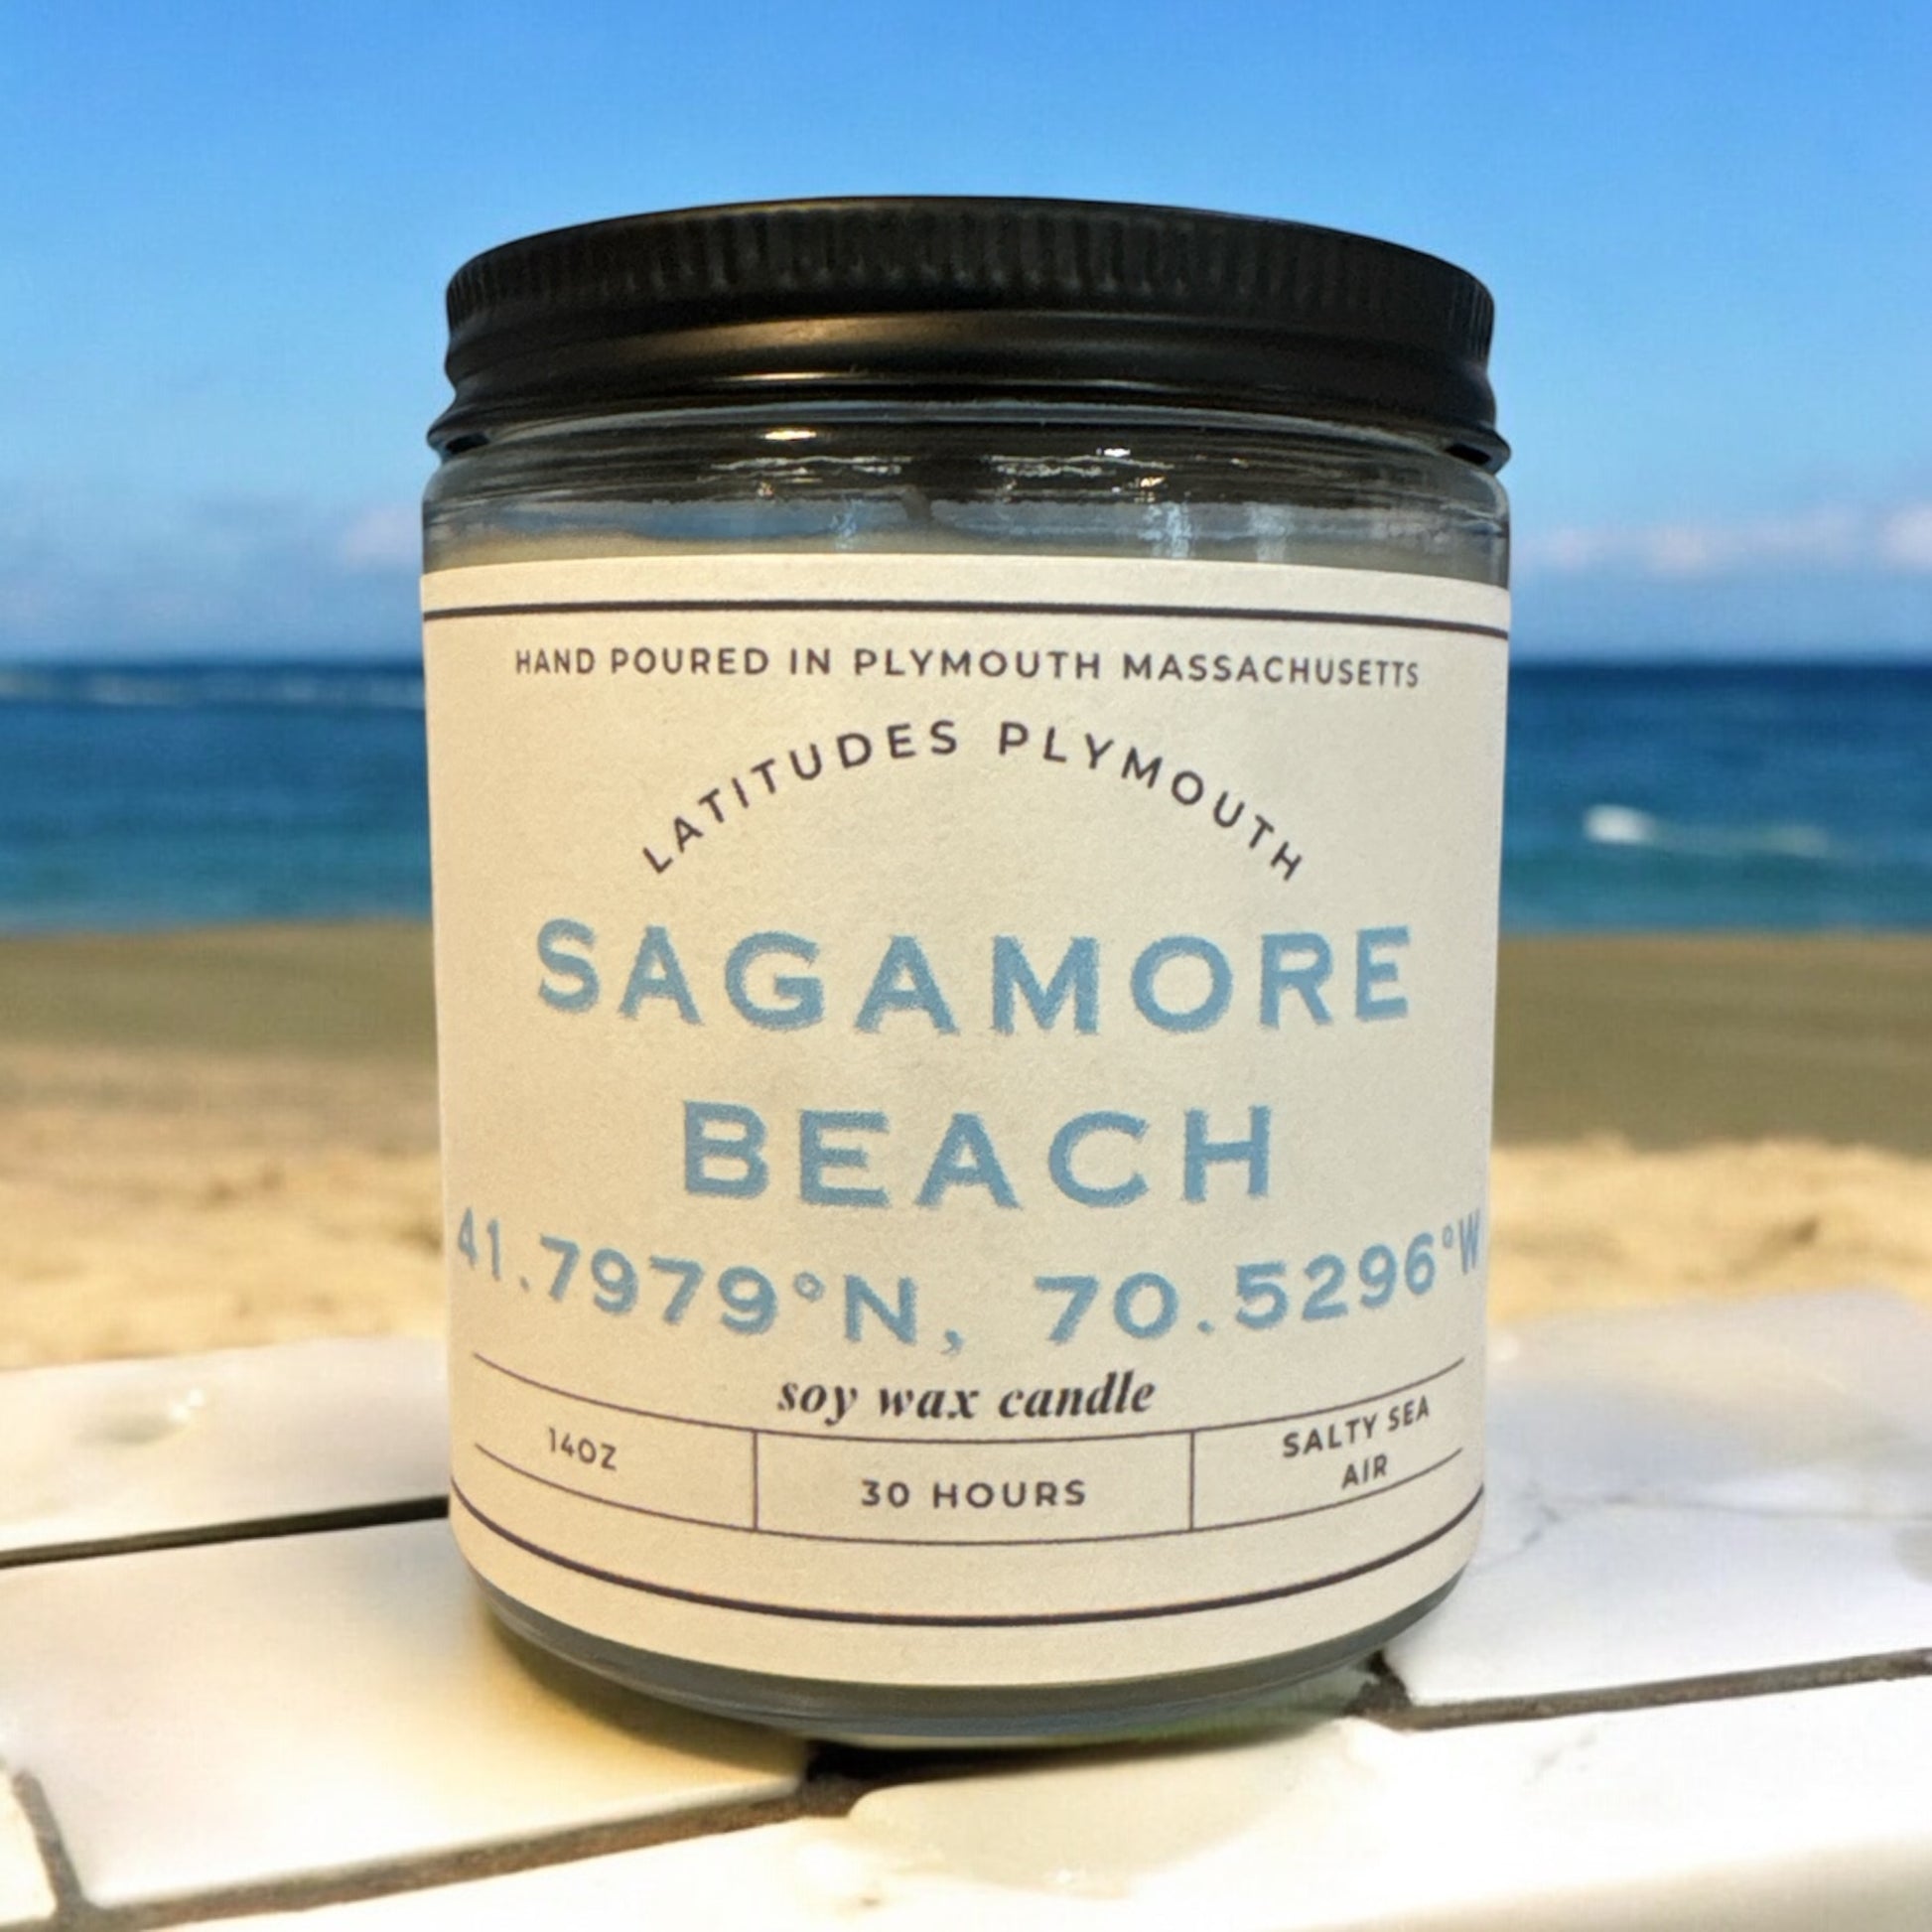 HAND POURED IN PLYMOUTH MASSACHUSETTS
LATITUDES PLYMOUTH
SAGAMORE
BEACH
41.7979°N, 70.5296°W
soy wax candle
14OZ
30 HOURS
SALTY SEA
AIR